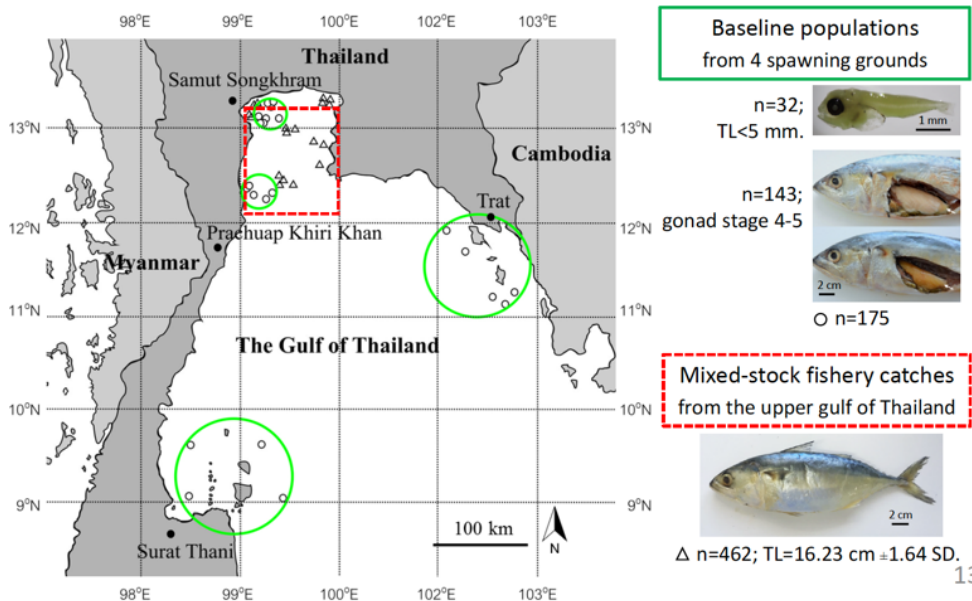 98°E
99°E
100°E
102°E
103°E
Thailand
Samut Songkhram
13°N
13°N
Cambodia
Trat
12°N
12°N
Prachuap Khiri Khan
Myanmar
11°N
11°N
The Gulf of Thailand
10°N
10°N
9°N
9°N
100 km
N
Surat Thani
98°E
99°E
100°E
102°E
103°E
Baseline populations
from 4 spawning grounds
n=32;
TL<5 mm.
1 mm
n=143;
gonad stage 4-5
2 cm
n=175
Mixed-stock fishery catches
from the upper gulf of Thailand
2 cm
n=462; TL=16.23 cm ±1.64 SD.
13